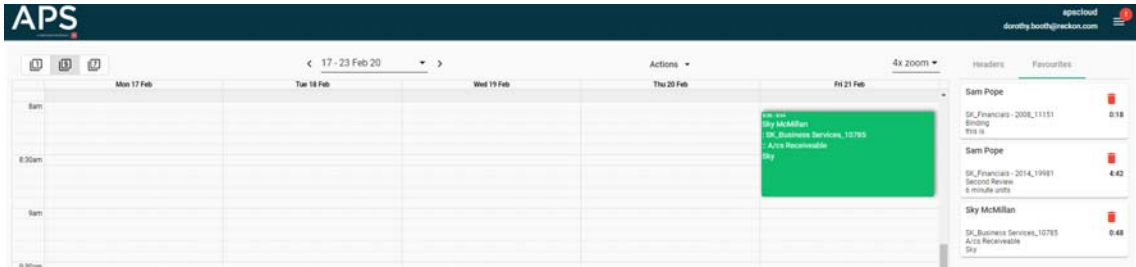 APS
apscloud
dorothy.booth@reckon.com
17 - 23 Feb 20
Actions
4x zoom
Headers
Favourites
Mon 17 Feb
Tue 18 Feb
Wed 19 Feb
Thu 20 Feb
Fri 21 Feb
8am
8:30am
9am
9:30am
Sky McMillan
: SK_Business Services_10785
: A/cs Receiveable
Sky
Sam Pope
SK_Financials - 2008_11151
0:18
Binding
this is
Sam Pope
SK_Financials - 2014_19981
4:42
Second Review
6 minute units
Sky McMillan
SK_Business Services_10785
0:48
A/cs Receiveable
Sky